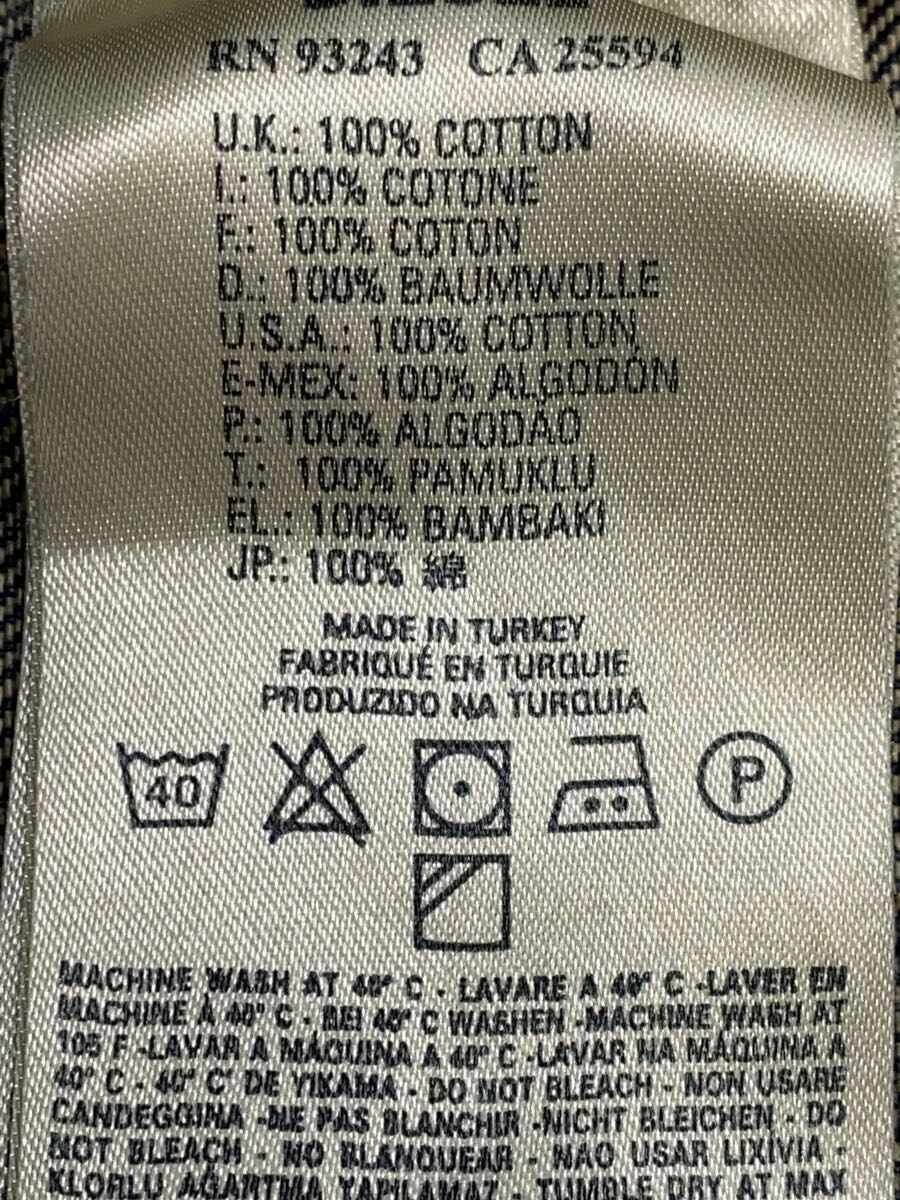 RN 93243 CA 25594
U.K.: 100% COTTON
I.: 100% COTONE
F.: 100% COTON
D.: 100% BAUMWOLLE
U.S.A.: 100% COTTON
E-MEX: 100% ALGODÓN
P.: 100% ALGODÃO
T.: 100% PAMUKLU
EL.: 100% BAMBAKI
JP.: 100% 綿
MADE IN TURKEY
FABRIQUÉ EN TURQUIE
PRODUZIDO NA TURQUIA
40
P
MACHINE WASH AT 40° C - LAVARE A 40° C -LAVER EN
MACHINE À 40° C - BEI 40° C WASHEN -MACHINE WASH AT
105 F -LAVAR A MÁQUINA A 40° C -LAVAR NA MÁQUINA A
40° C - 40° C' DE YIKAMA - DO NOT BLEACH - NON USARE
CANDEGGINA -NE PAS BLANCHIR -NICHT BLEICHEN - DO
NOT BLEACH - NO BLANQUEAR - NÃO USAR LIXÍVIA -
KLORLU AĞARTMA YAPILAMAZ - TUMBLE DRY AT MAX